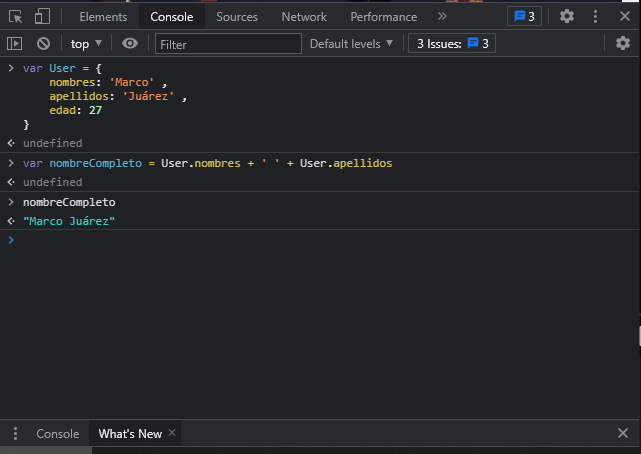 Elements Console Sources Network Performance » 3
top ▼ Filter Default levels ▼ 3 Issues: 3
> var User = {
nombres: 'Marco' ,
apellidos: 'Juárez' ,
edad: 27
}
undefined
> var nombreCompleto = User.nombres + ' ' + User.apellidos
undefined
> nombreCompleto
"Marco Juárez"
>
Console What's New